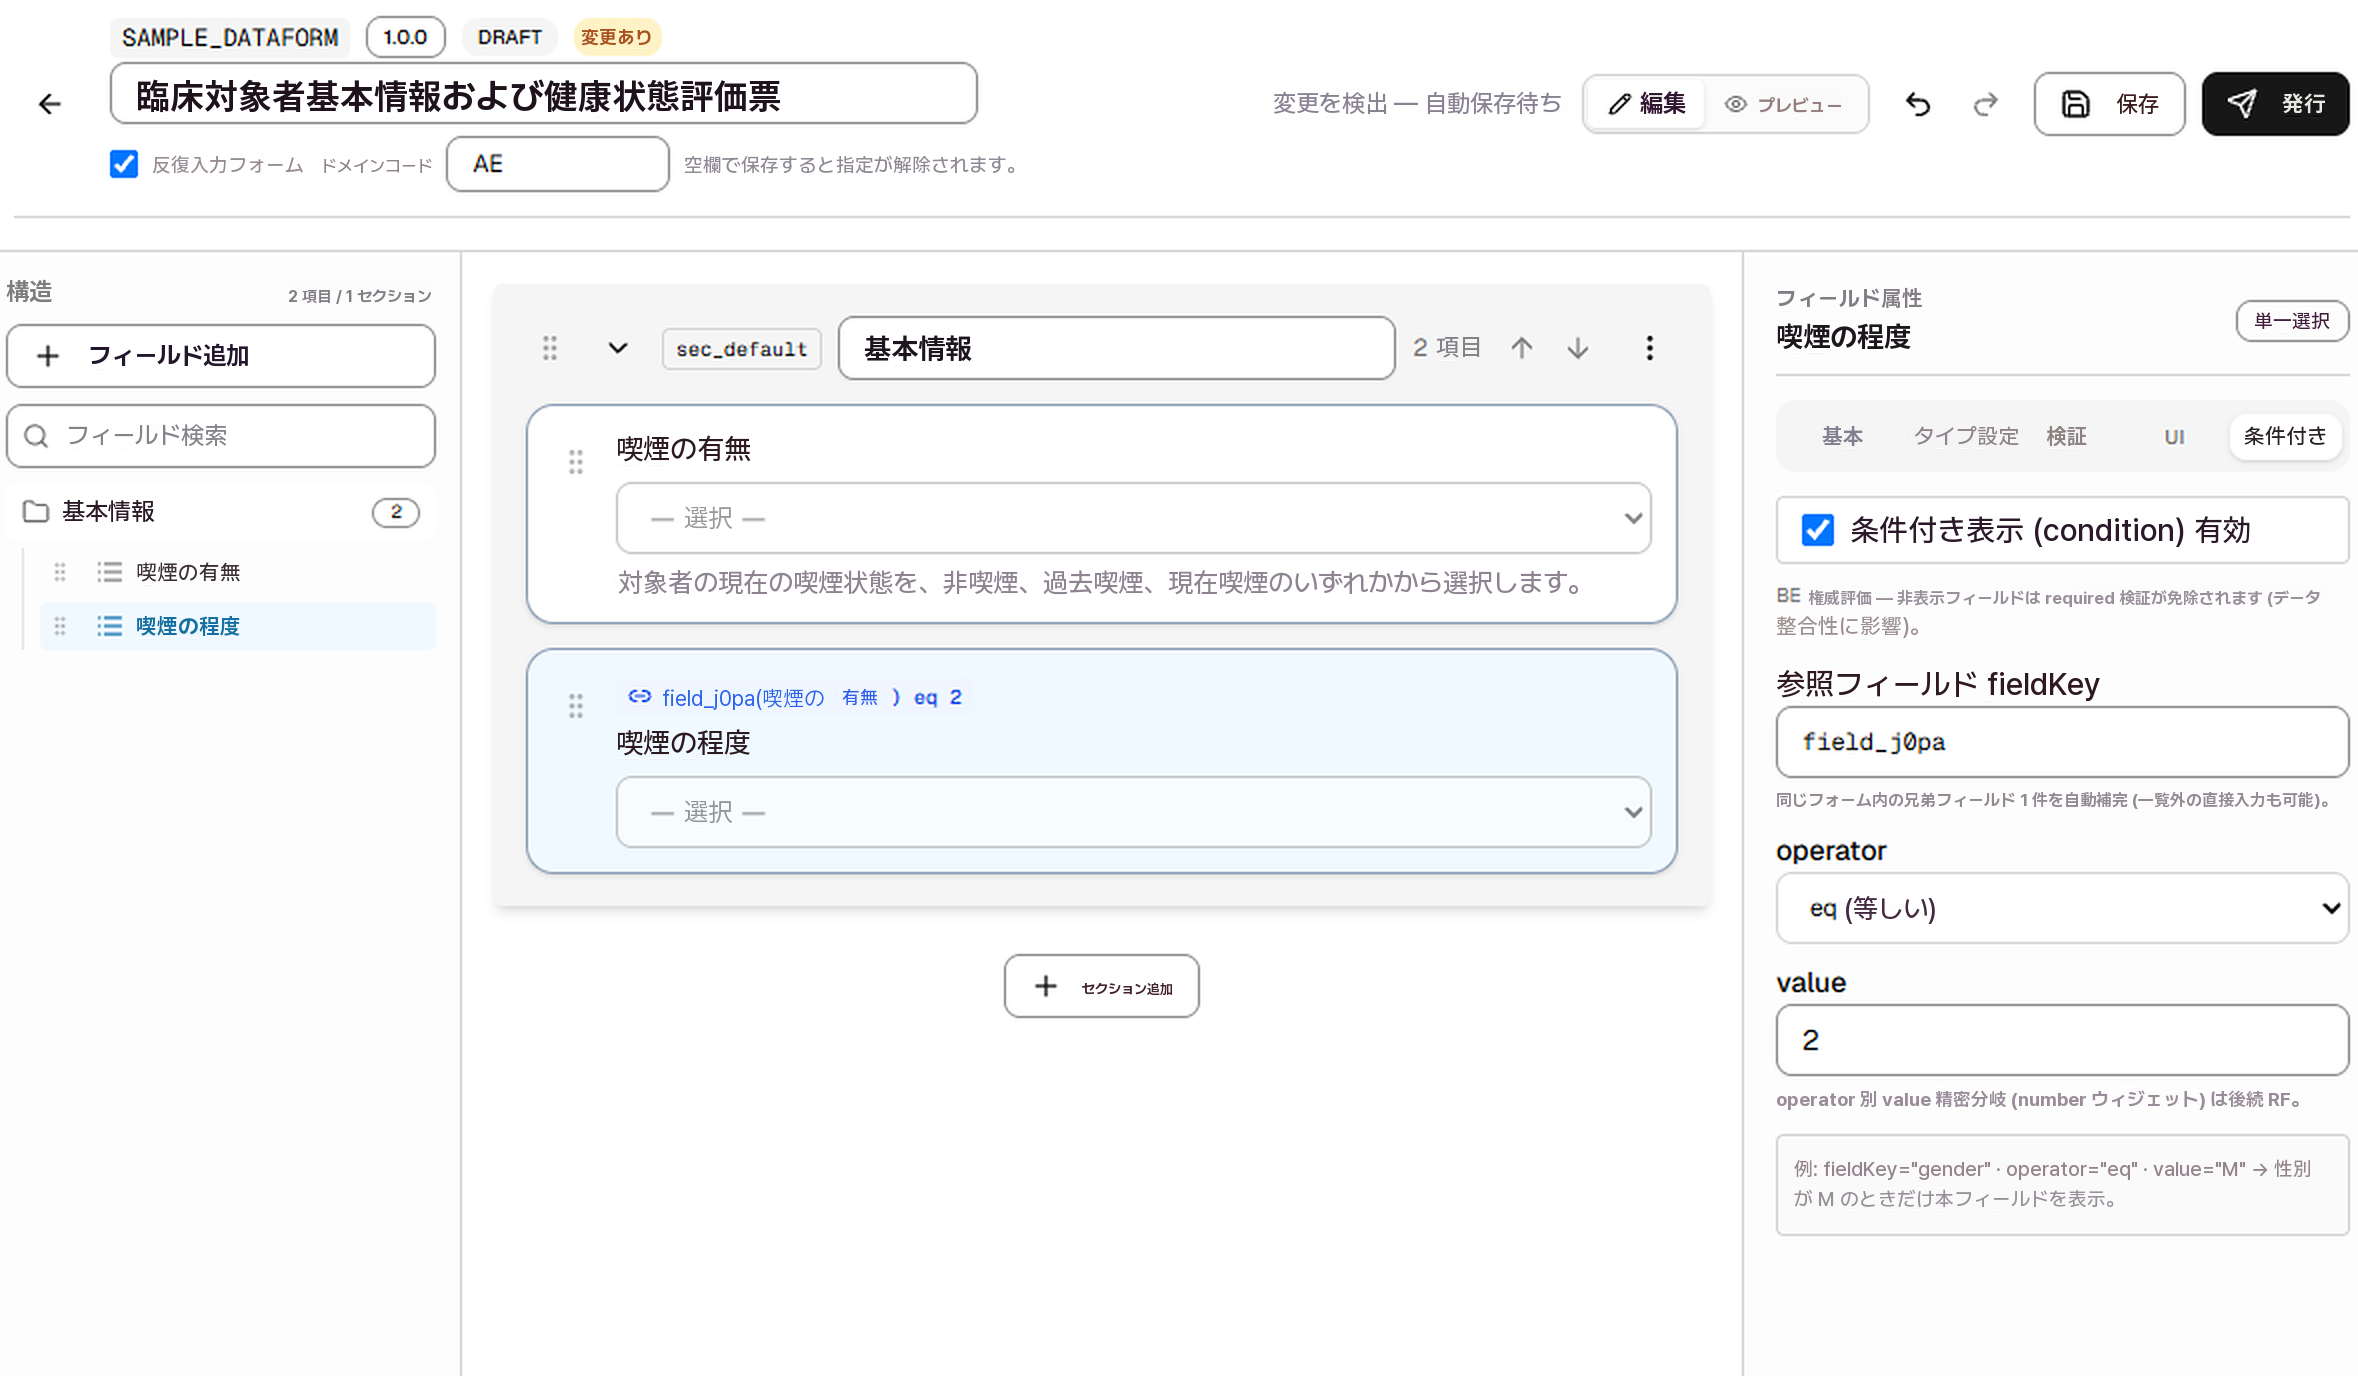 SAMPLE_DATAFORM 1.0.0 DRAFT 変更あり
臨床対象者基本情報および健康状態評価票
変更を検出 — 自動保存待ち 編集 プレビュー 保存 発行
反復入力フォーム ドメインコード AE 空欄で保存すると指定が解除されます。
構造 2 項目 / 1 セクション
フィールド追加
フィールド検索
基本情報 2
喫煙の有無
喫煙の程度
sec_default 基本情報 2 項目
喫煙の有無
— 選択 —
対象者の現在の喫煙状態を、非喫煙、過去喫煙、現在喫煙のいずれかから選択します。
field_j0pa(喫煙の 有無 ) eq 2
喫煙の程度
— 選択 —
セクション追加
フィールド属性
喫煙の程度 単一選択
基本 タイプ設定 検証 UI 条件付き
条件付き表示 (condition) 有効
BE 権威評価 — 非表示フィールドは required 検証が免除されます (データ
整合性に影響)。
参照フィールド fieldKey
field_j0pa
同じフォーム内の兄弟フィールド 1 件を自動補完 (一覧外の直接入力も可能)。
operator
eq (等しい)
value
2
operator 別 value 精密分岐 (number ウィジェット) は後続 RF。
例: fieldKey="gender" · operator="eq" · value="M" → 性別
が M のときだけ本フィールドを表示。